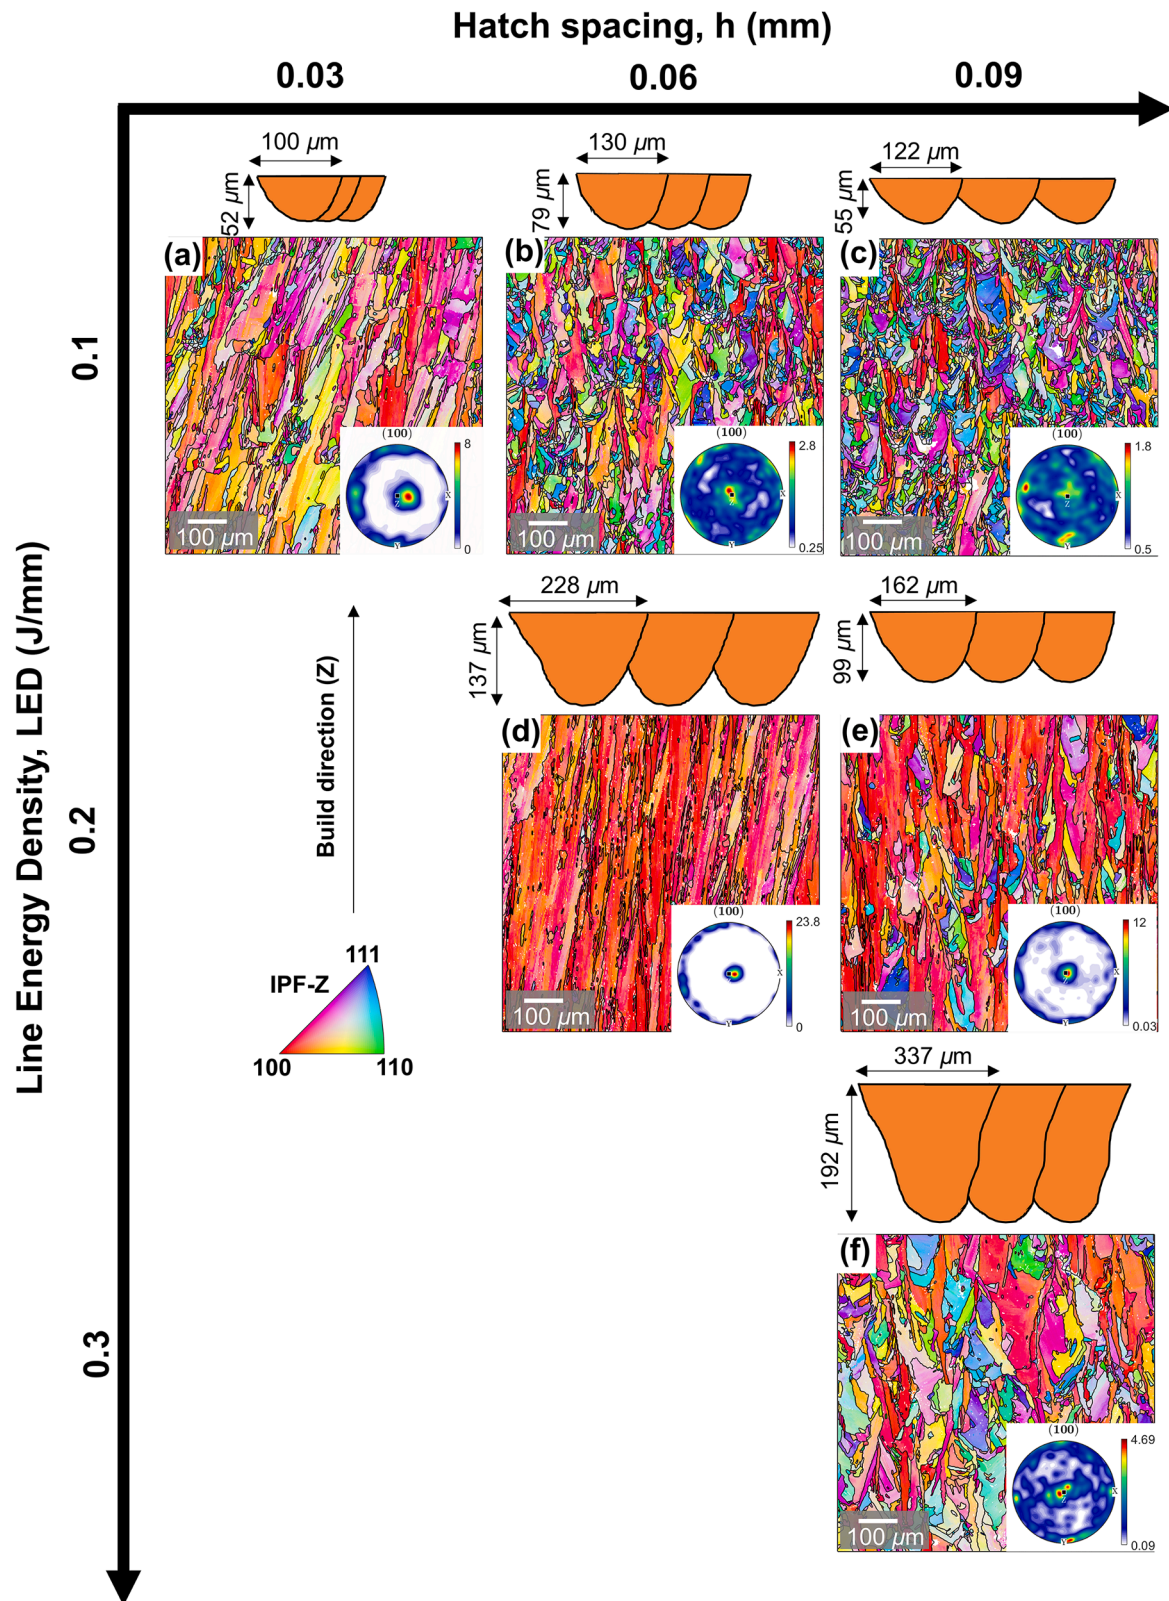 Hatch spacing, h (mm)
0.03
0.06
0.09
Line Energy Density, LED (J/mm)
0.1
100 µm
52 µm
(a)
(100)
8
0
X
Y
Z
100 µm
130 µm
79 µm
(b)
(100)
2.8
0.25
X
Y
Z
100 µm
122 µm
55 µm
(c)
(100)
1.8
0.5
X
Y
Z
100 µm
0.2
Build direction (Z)
IPF-Z
111
100
110
228 µm
137 µm
(d)
(100)
23.8
0
X
Y
100 µm
162 µm
99 µm
(e)
(100)
12
0.03
X
Y
Z
100 µm
0.3
337 µm
192 µm
(f)
(100)
4.69
0.09
X
Y
Z
100 µm